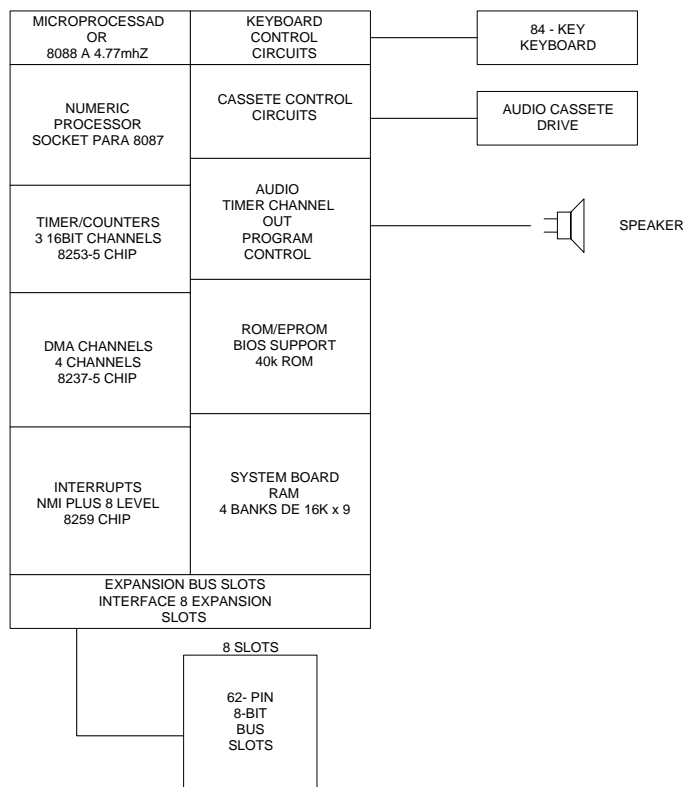 MICROPROCESSAD
OR
8088 A 4.77mhZ
KEYBOARD
CONTROL
CIRCUITS
84 - KEY
KEYBOARD
NUMERIC
PROCESSOR
SOCKET PARA 8087
CASSETE CONTROL
CIRCUITS
AUDIO CASSETE
DRIVE
TIMER/COUNTERS
3 16BIT CHANNELS
8253-5 CHIP
AUDIO
TIMER CHANNEL
OUT
PROGRAM
CONTROL
SPEAKER
DMA CHANNELS
4 CHANNELS
8237-5 CHIP
ROM/EPROM
BIOS SUPPORT
40k ROM
INTERRUPTS
NMI PLUS 8 LEVEL
8259 CHIP
SYSTEM BOARD
RAM
4 BANKS DE 16K x 9
EXPANSION BUS SLOTS
INTERFACE 8 EXPANSION
SLOTS
8 SLOTS
62- PIN
8-BIT
BUS
SLOTS